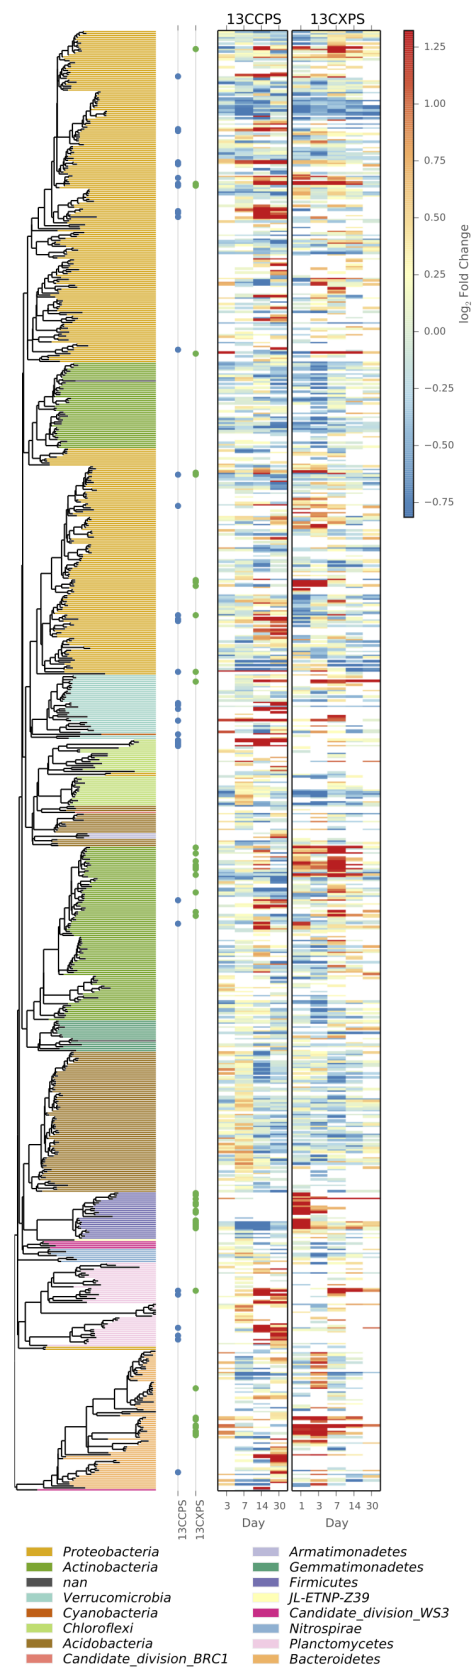 13CCPS 13CXPS
1.25
1.00
0.75
0.50
0.25
0.00
−0.25
−0.50
−0.75
log2 Fold Change
13CCPS
13CXPS
3 7 14 30
1 3 7 14 30
Day
Day
Proteobacteria
Actinobacteria
nan
Verrucomicrobia
Cyanobacteria
Chloroflexi
Acidobacteria
Candidate_division_BRC1
Armatimonadetes
Gemmatimonadetes
Firmicutes
JL-ETNP-Z39
Candidate_division_WS3
Nitrospirae
Planctomycetes
Bacteroidetes